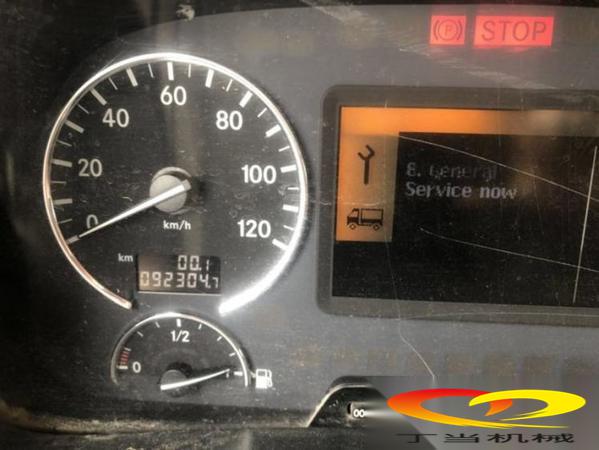 (P) STOP
0 20 40 60 80 100 120
km/h
km 00.1
092304.7
8. General
Service now
0 1/2
丁当机械